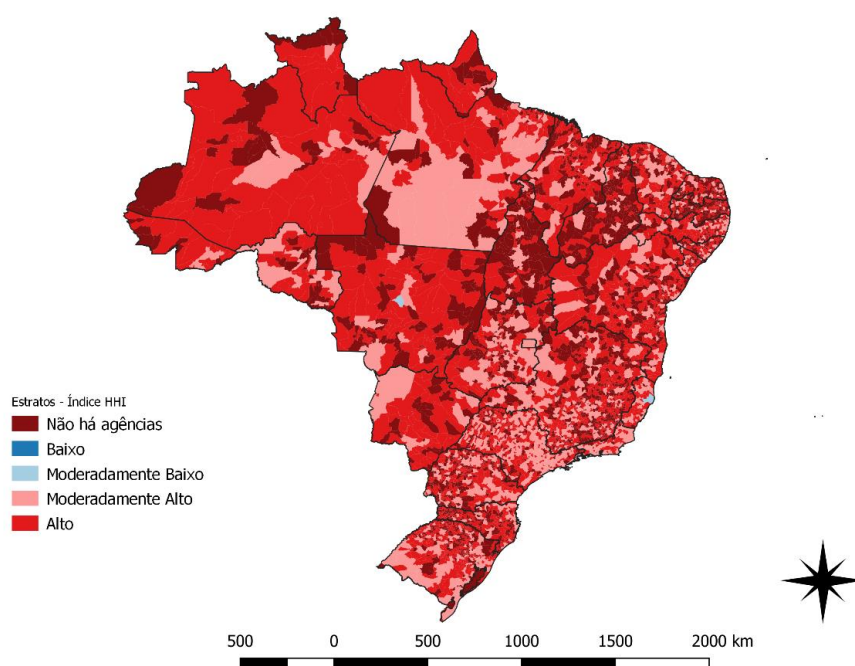 Estratos - Índice HHI
Não há agências
Baixo
Moderadamente Baixo
Moderadamente Alto
Alto
500 0 500 1000 1500 2000 km